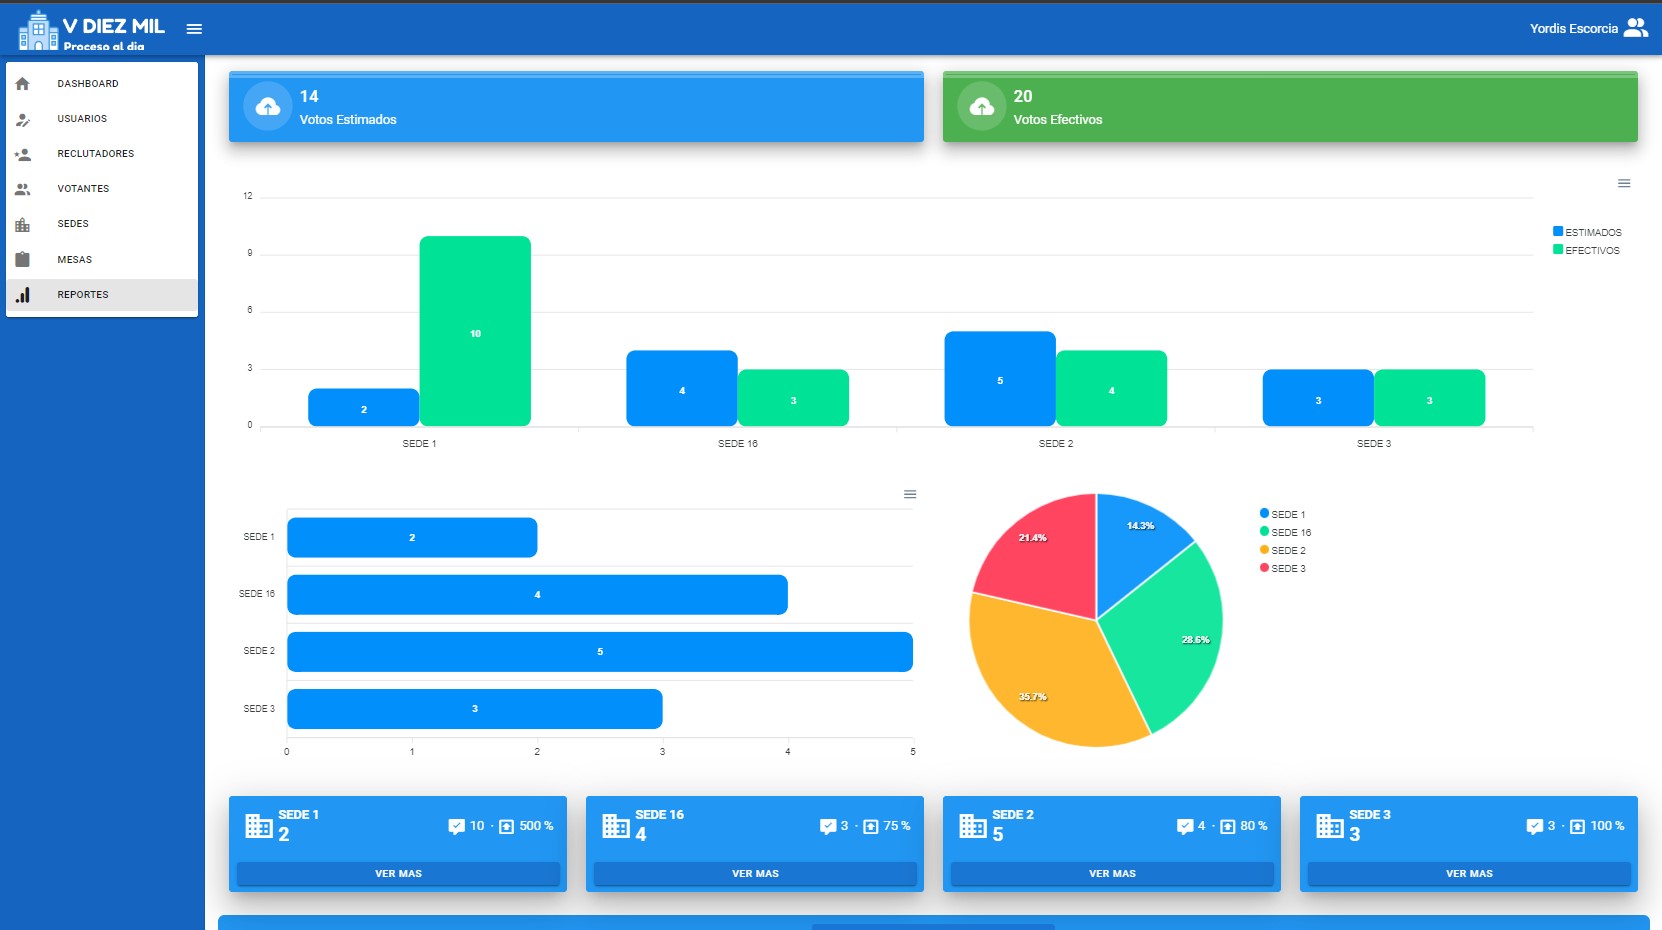 V DIEZ MIL
Proceso al dia
Yordis Escorcia
DASHBOARD
USUARIOS
RECLUTADORES
VOTANTES
SEDES
MESAS
REPORTES
14
Votos Estimados
20
Votos Efectivos
12
9
6
3
0
2
10
4
3
5
4
3
3
SEDE 1
SEDE 16
SEDE 2
SEDE 3
ESTIMADOS
EFECTIVOS
SEDE 1
2
SEDE 16
4
SEDE 2
5
SEDE 3
3
0 1 2 3 4 5
14.3%
21.4%
28.6%
35.7%
SEDE 1
SEDE 16
SEDE 2
SEDE 3
SEDE 1
2
10 · 500 %
VER MAS
SEDE 16
4
3 · 75 %
VER MAS
SEDE 2
5
4 · 80 %
VER MAS
SEDE 3
3
3 · 100 %
VER MAS